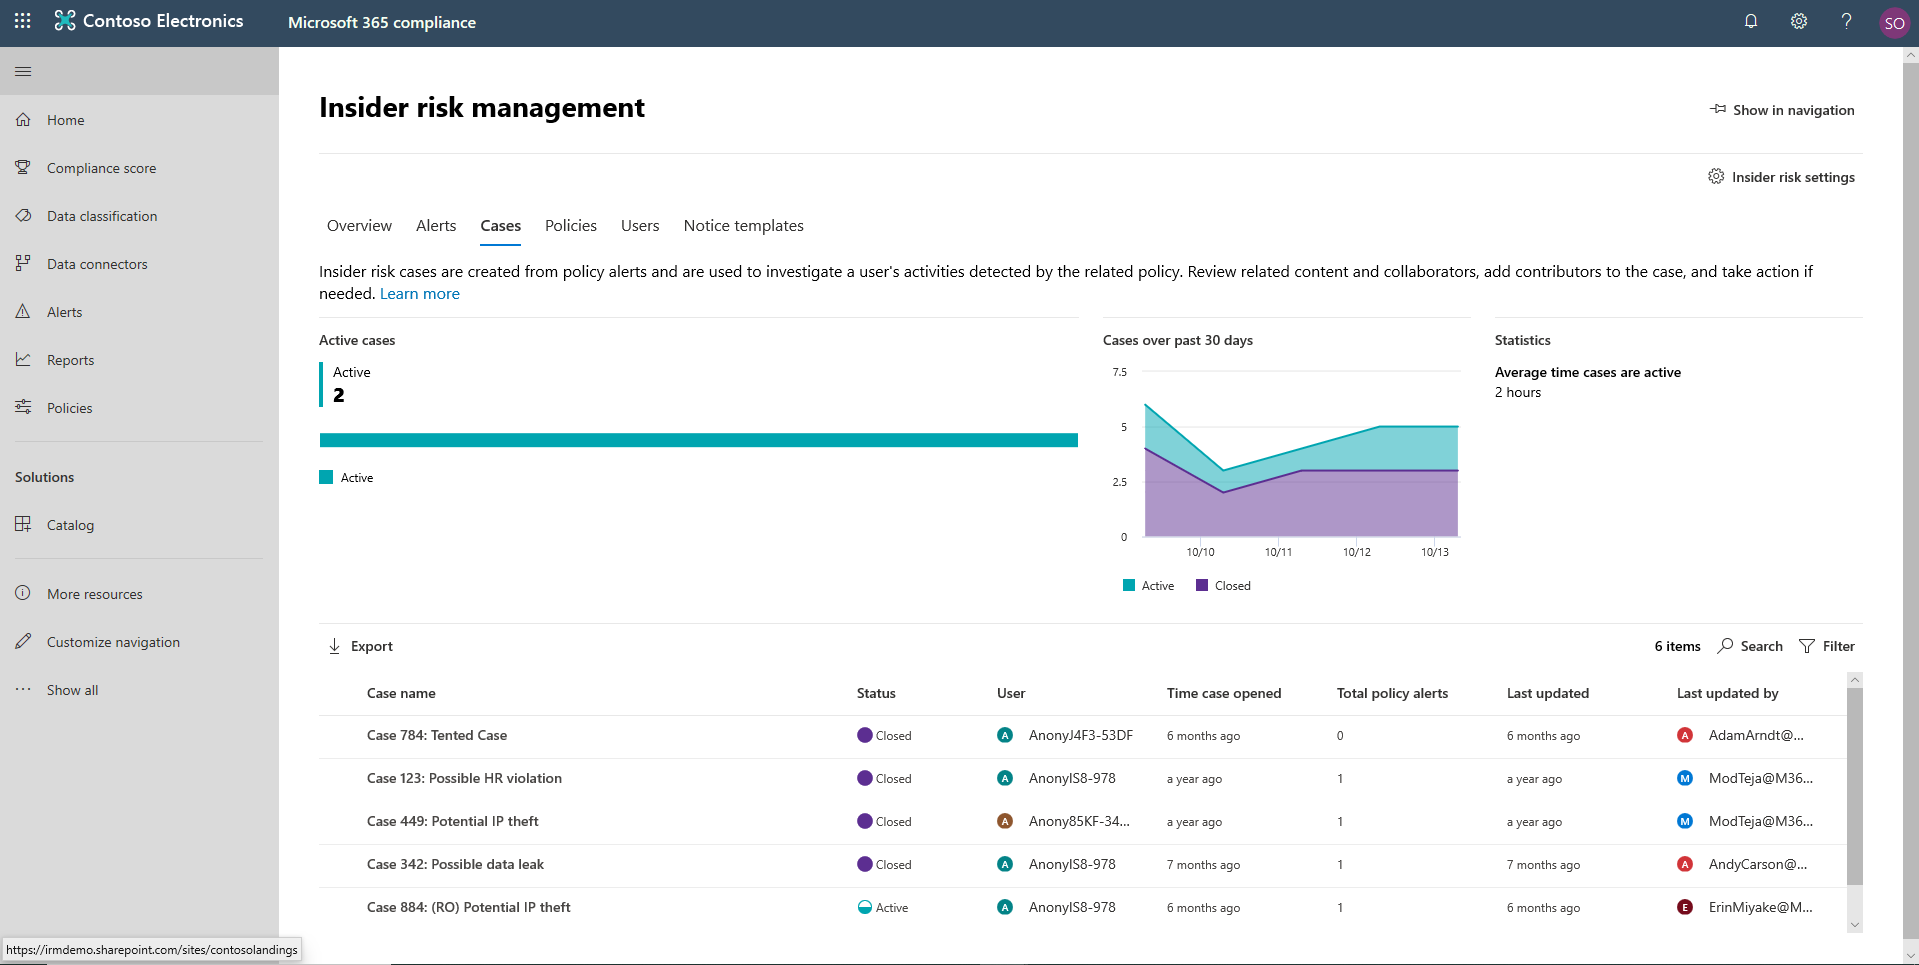 Contoso Electronics
Microsoft 365 compliance
SO
Home
Compliance score
Data classification
Data connectors
Alerts
Reports
Policies
Solutions
Catalog
More resources
Customize navigation
Show all
Insider risk management
Show in navigation
Insider risk settings
Overview Alerts Cases Policies Users Notice templates
Insider risk cases are created from policy alerts and are used to investigate a user's activities detected by the related policy. Review related content and collaborators, add contributors to the case, and take action if
needed. Learn more
Active cases
Active
2
Active
Cases over past 30 days
7.5
5
2.5
0
10/10 10/11 10/12 10/13
Active Closed
Statistics
Average time cases are active
2 hours
Export
6 items Search Filter
Case name Status User Time case opened Total policy alerts Last updated Last updated by
Case 784: Tented Case Closed A AnonyJ4F3-53DF 6 months ago 0 6 months ago A AdamArndt@...
Case 123: Possible HR violation Closed A AnonyIS8-978 a year ago 1 a year ago M ModTeja@M36...
Case 449: Potential IP theft Closed A Anony85KF-34... a year ago 1 a year ago M ModTeja@M36...
Case 342: Possible data leak Closed A AnonyIS8-978 7 months ago 1 7 months ago A AndyCarson@...
Case 884: (RO) Potential IP theft Active A AnonyIS8-978 6 months ago 1 6 months ago E ErinMiyake@M...
https://irmdemo.sharepoint.com/sites/contosolandings